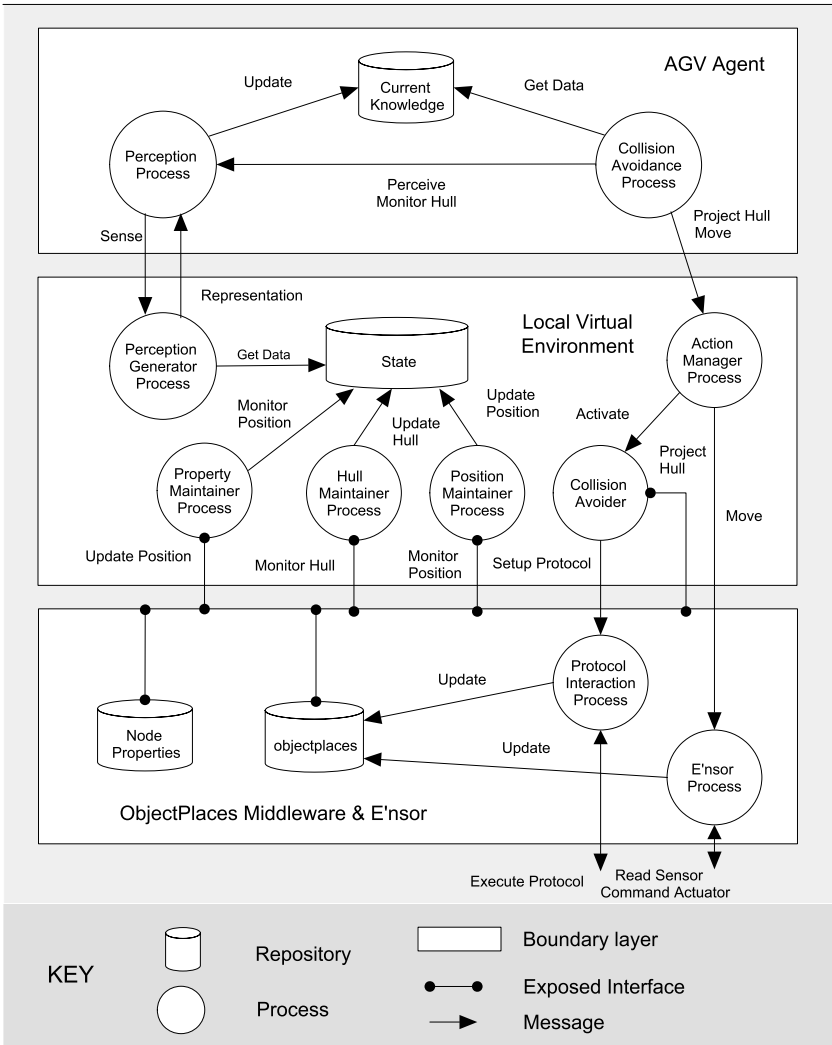 AGV Agent
Update
Current
Knowledge
Get Data
Perception
Process
Collision
Avoidance
Process
Perceive
Monitor Hull
Sense
Project Hull
Move
Representation
Local Virtual
Environment
Perception
Generator
Process
Get Data
State
Action
Manager
Process
Monitor
Position
Update
Hull
Update
Position
Activate
Project
Hull
Property
Maintainer
Process
Hull
Maintainer
Process
Position
Maintainer
Process
Collision
Avoider
Move
Update Position
Monitor Hull
Monitor
Position
Setup Protocol
Protocol
Interaction
Process
Update
Node
Properties
objectplaces
Update
E'nsor
Process
ObjectPlaces Middleware & E'nsor
Execute Protocol
Read Sensor
Command Actuator
KEY
Repository
Process
Boundary layer
Exposed Interface
Message